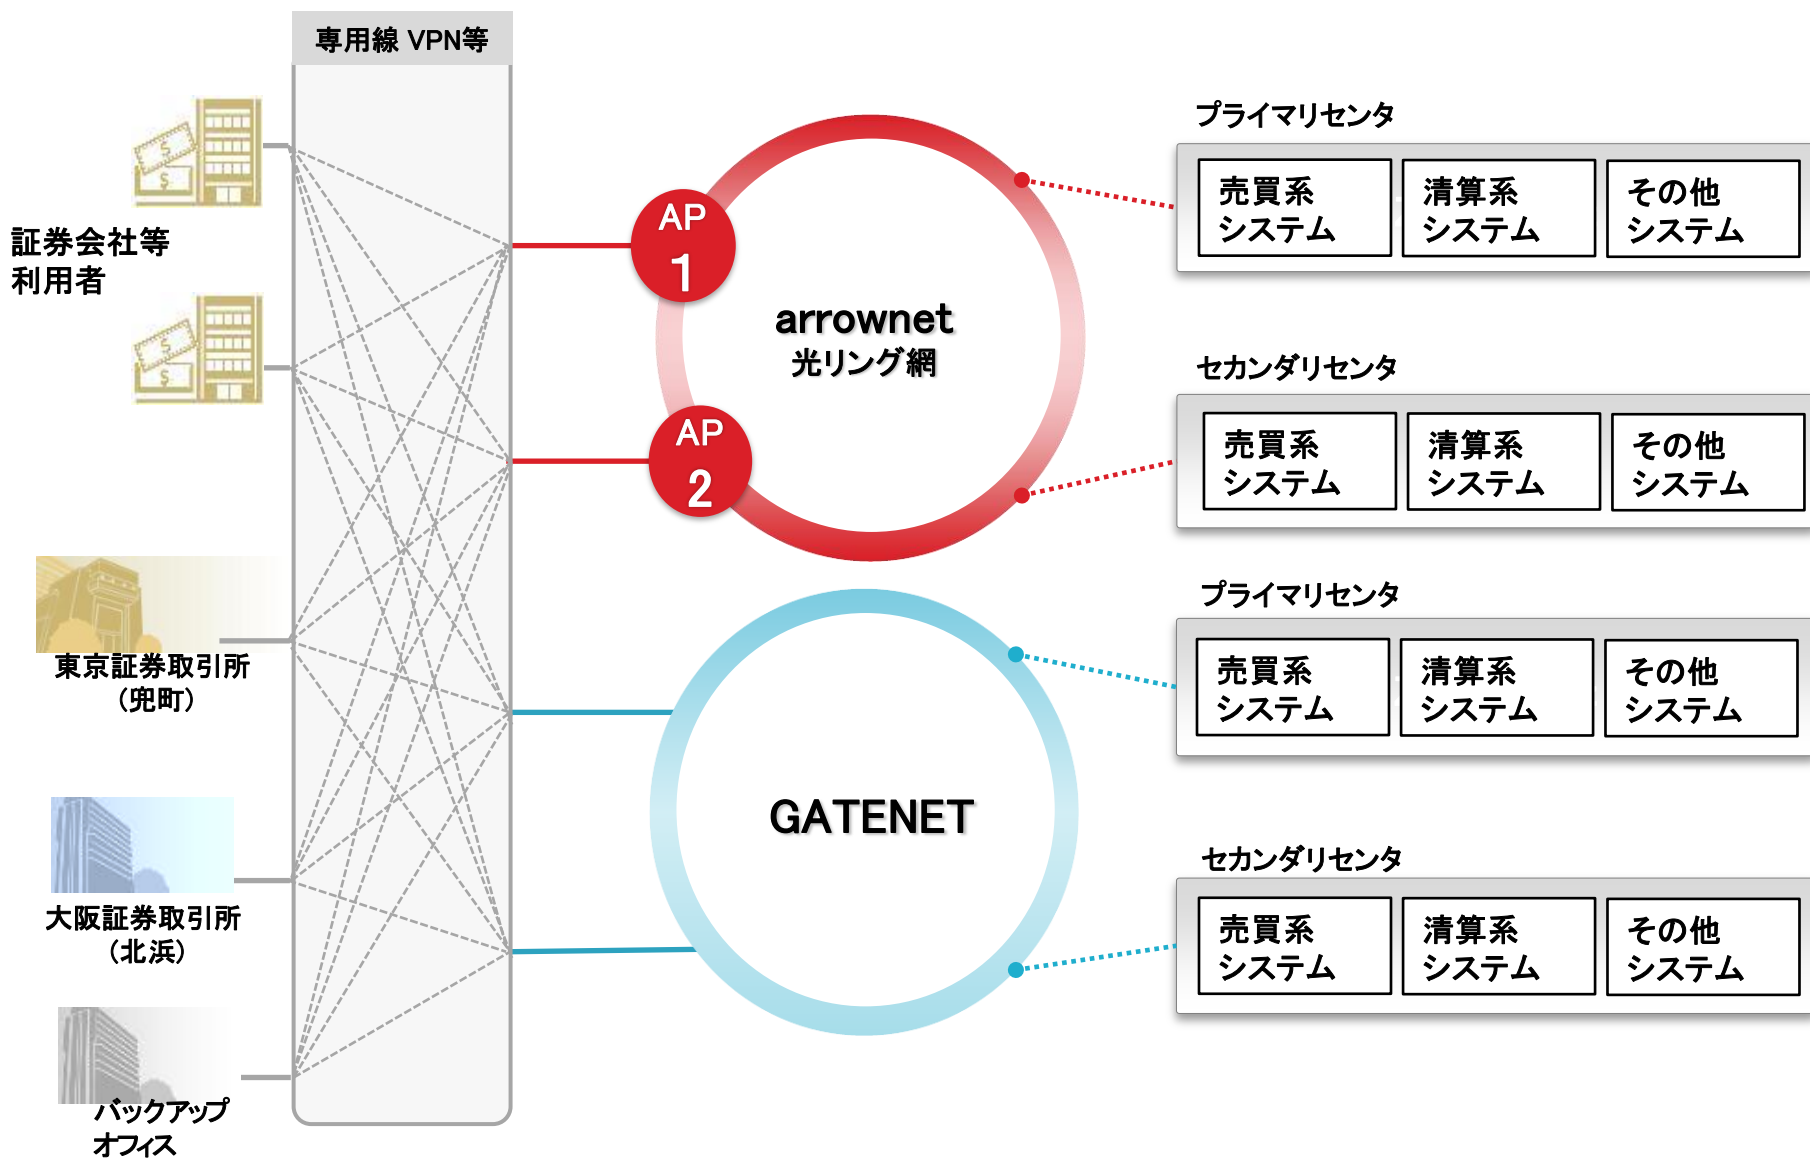 専用線 VPN等
証券会社等
利用者
東京証券取引所
(兜町)
大阪証券取引所
(北浜)
バックアップ
オフィス
AP
1
AP
2
arrownet
光リング網
GATENET
プライマリセンタ
売買系
システム
清算系
システム
その他
システム
セカンダリセンタ
売買系
システム
清算系
システム
その他
システム
プライマリセンタ
売買系
システム
清算系
システム
その他
システム
セカンダリセンタ
売買系
システム
清算系
システム
その他
システム